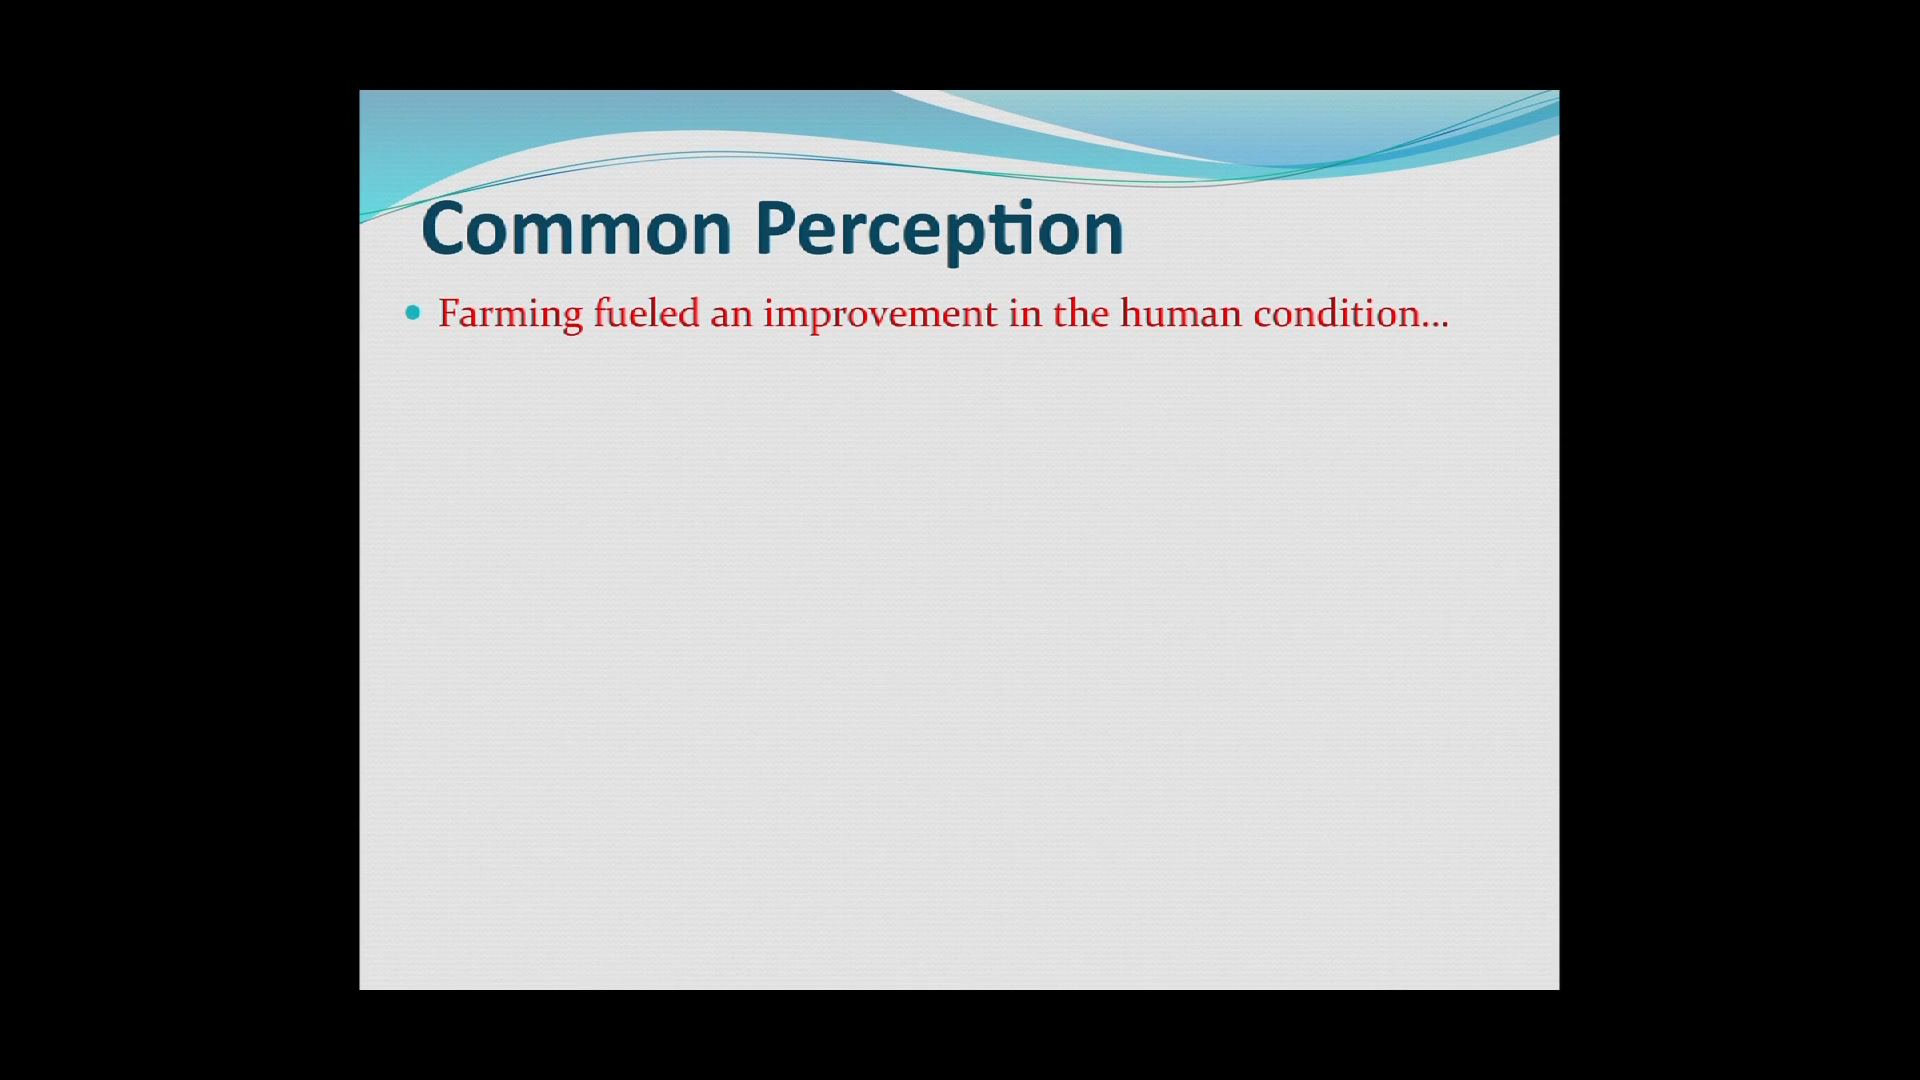 Common Perception
• Farming fueled an improvement in the human condition...